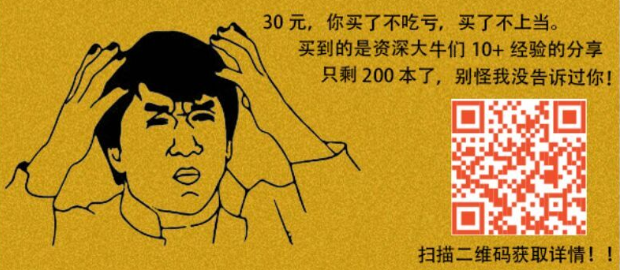 30 元，你买了不吃亏，买了不上当。
买到的是资深大牛们 10+ 经验的分享
只剩 200 本了，别怪我没告诉过你！
扫描二维码获取详情！！